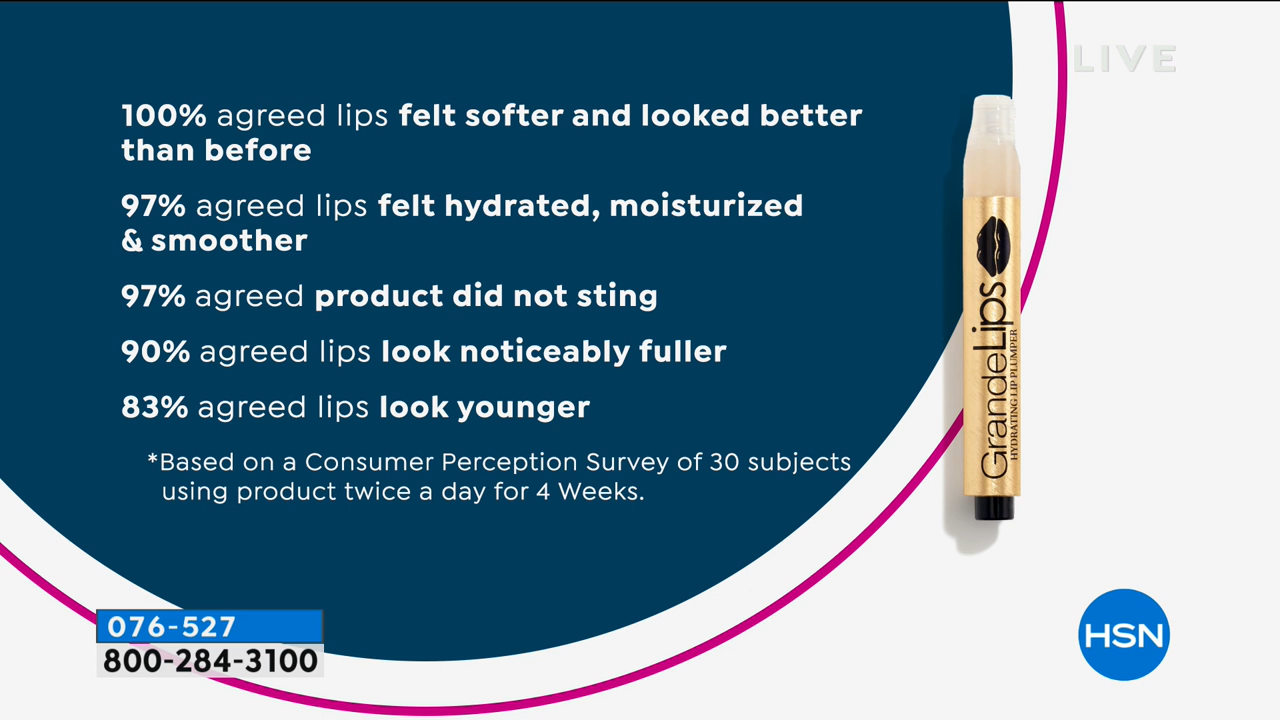 LIVE
100% agreed lips felt softer and looked better
than before
97% agreed lips felt hydrated, moisturized
& smoother
97% agreed product did not sting
90% agreed lips look noticeably fuller
83% agreed lips look younger
*Based on a Consumer Perception Survey of 30 subjects
using product twice a day for 4 Weeks.
GrandeLips
HYDRATING LIP PLUMPER
076-527
800-284-3100
HSN